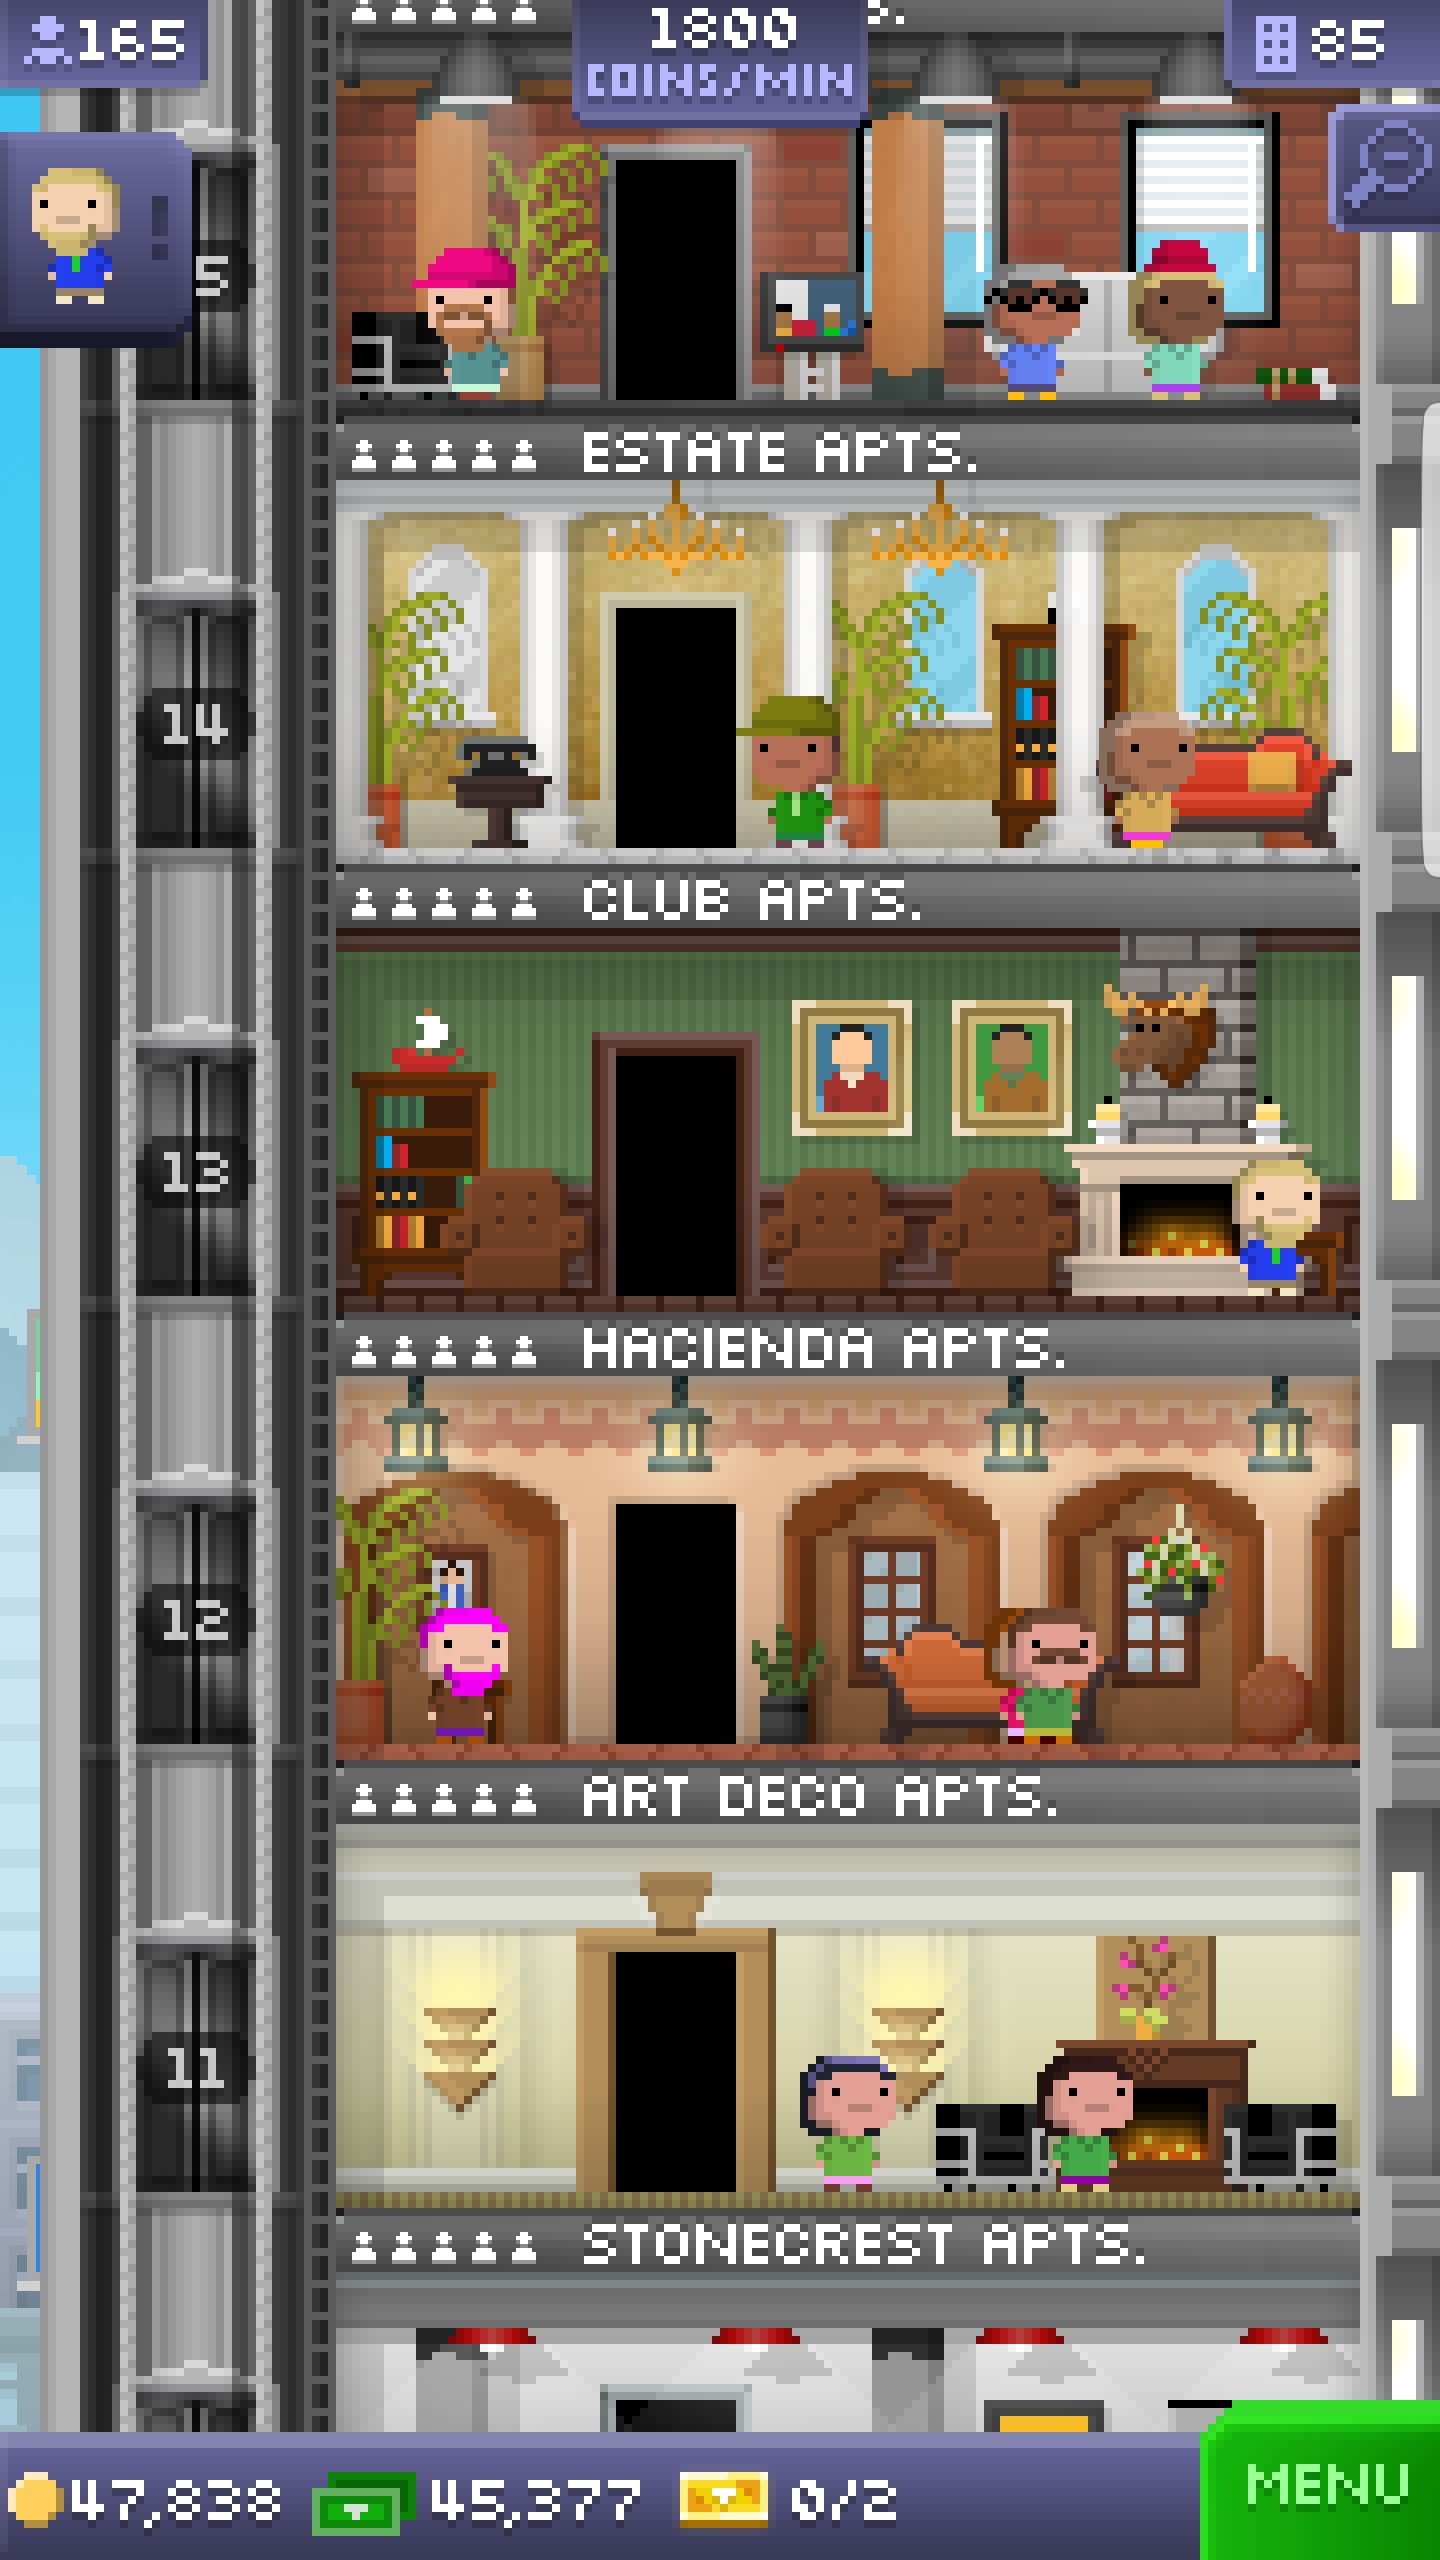 165
1800
COINS/MIN
S.
85
5
ESTATE APTS.
14
CLUB APTS.
13
HACIENDA APTS.
12
ART DECO APTS.
11
STONECREST APTS.
47,838
45,377
0/2
MENU